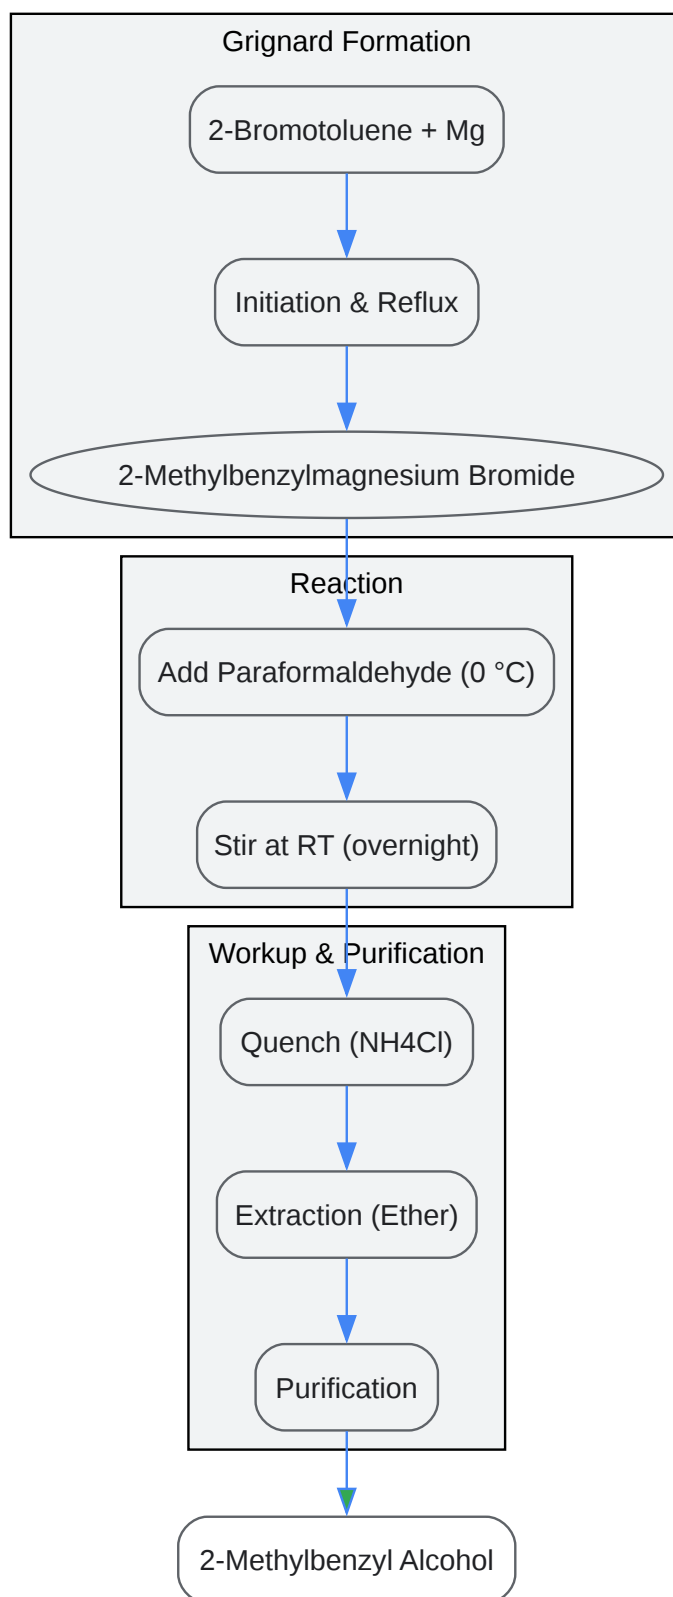 Grignard Formation
2-Bromotoluene + Mg
Initiation & Reflux
2-Methylbenzylmagnesium Bromide
Reaction
Add Paraformaldehyde (0 °C)
Stir at RT (overnight)
Workup & Purification
Quench (NH4Cl)
Extraction (Ether)
Purification
2-Methylbenzyl Alcohol